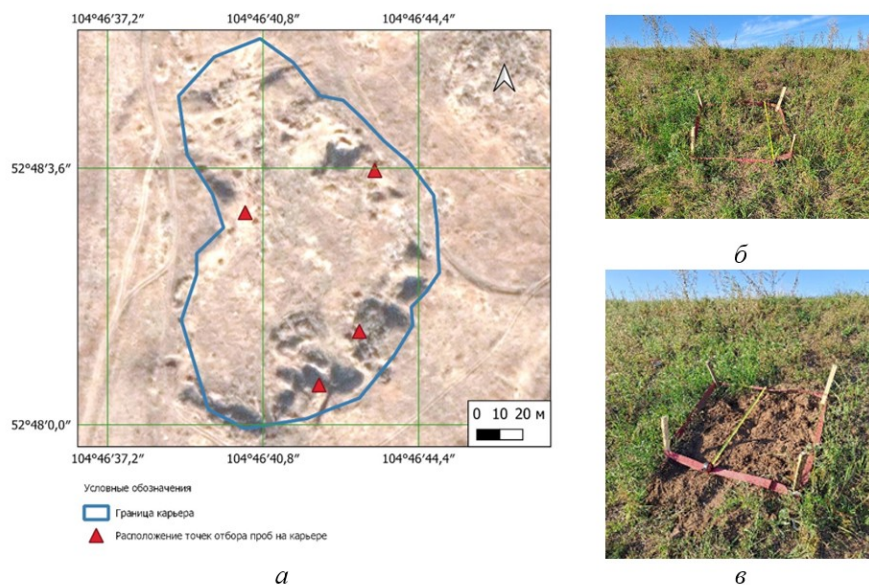 104°46′37,2″ 104°46′40,8″ 104°46′44,4″
52°48′3,6″
52°48′0,0″
0 10 20 м
104°46′37,2″ 104°46′40,8″ 104°46′44,4″
Условные обозначения
Граница карьера
Расположение точек отбора проб на карьере
а
б
в